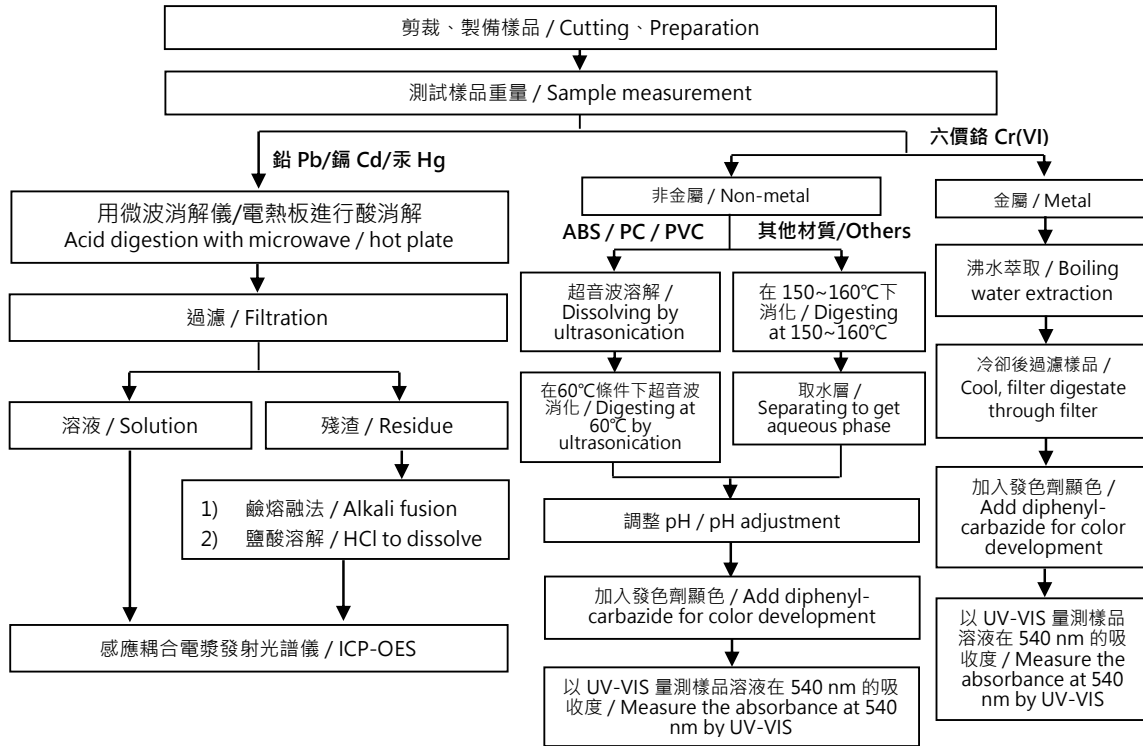 剪裁、製備樣品 / Cutting、Preparation
測試樣品重量 / Sample measurement
鉛 Pb/鎘 Cd/汞 Hg
六價鉻 Cr(VI)
用微波消解儀/電熱板進行酸消解
Acid digestion with microwave / hot plate
過濾 / Filtration
溶液 / Solution
殘渣 / Residue
1) 鹼熔融法 / Alkali fusion
2) 鹽酸溶解 / HCl to dissolve
感應耦合電漿發射光譜儀 / ICP-OES
非金屬 / Non-metal
ABS / PC / PVC
其他材質/Others
超音波溶解 /
Dissolving by
ultrasonication
在60℃條件下超音波
消化 / Digesting at
60℃ by
ultrasonication
在 150~160℃下
消化 / Digesting
at 150~160℃
取水層 /
Separating to get
aqueous phase
調整 pH / pH adjustment
加入發色劑顯色 / Add diphenyl-
carbazide for color development
以 UV-VIS 量測樣品溶液在 540 nm 的吸
收度 / Measure the absorbance at 540
nm by UV-VIS
金屬 / Metal
沸水萃取 / Boiling
water extraction
冷卻後過濾樣品 /
Cool, filter digestate
through filter
加入發色劑顯色 /
Add diphenyl-
carbazide for color
development
以 UV-VIS 量測樣品
溶液在 540 nm 的吸
收度 / Measure the
absorbance at 540
nm by UV-VIS